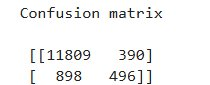 Confusion matrix
[[11809 390]
[ 898 496]]